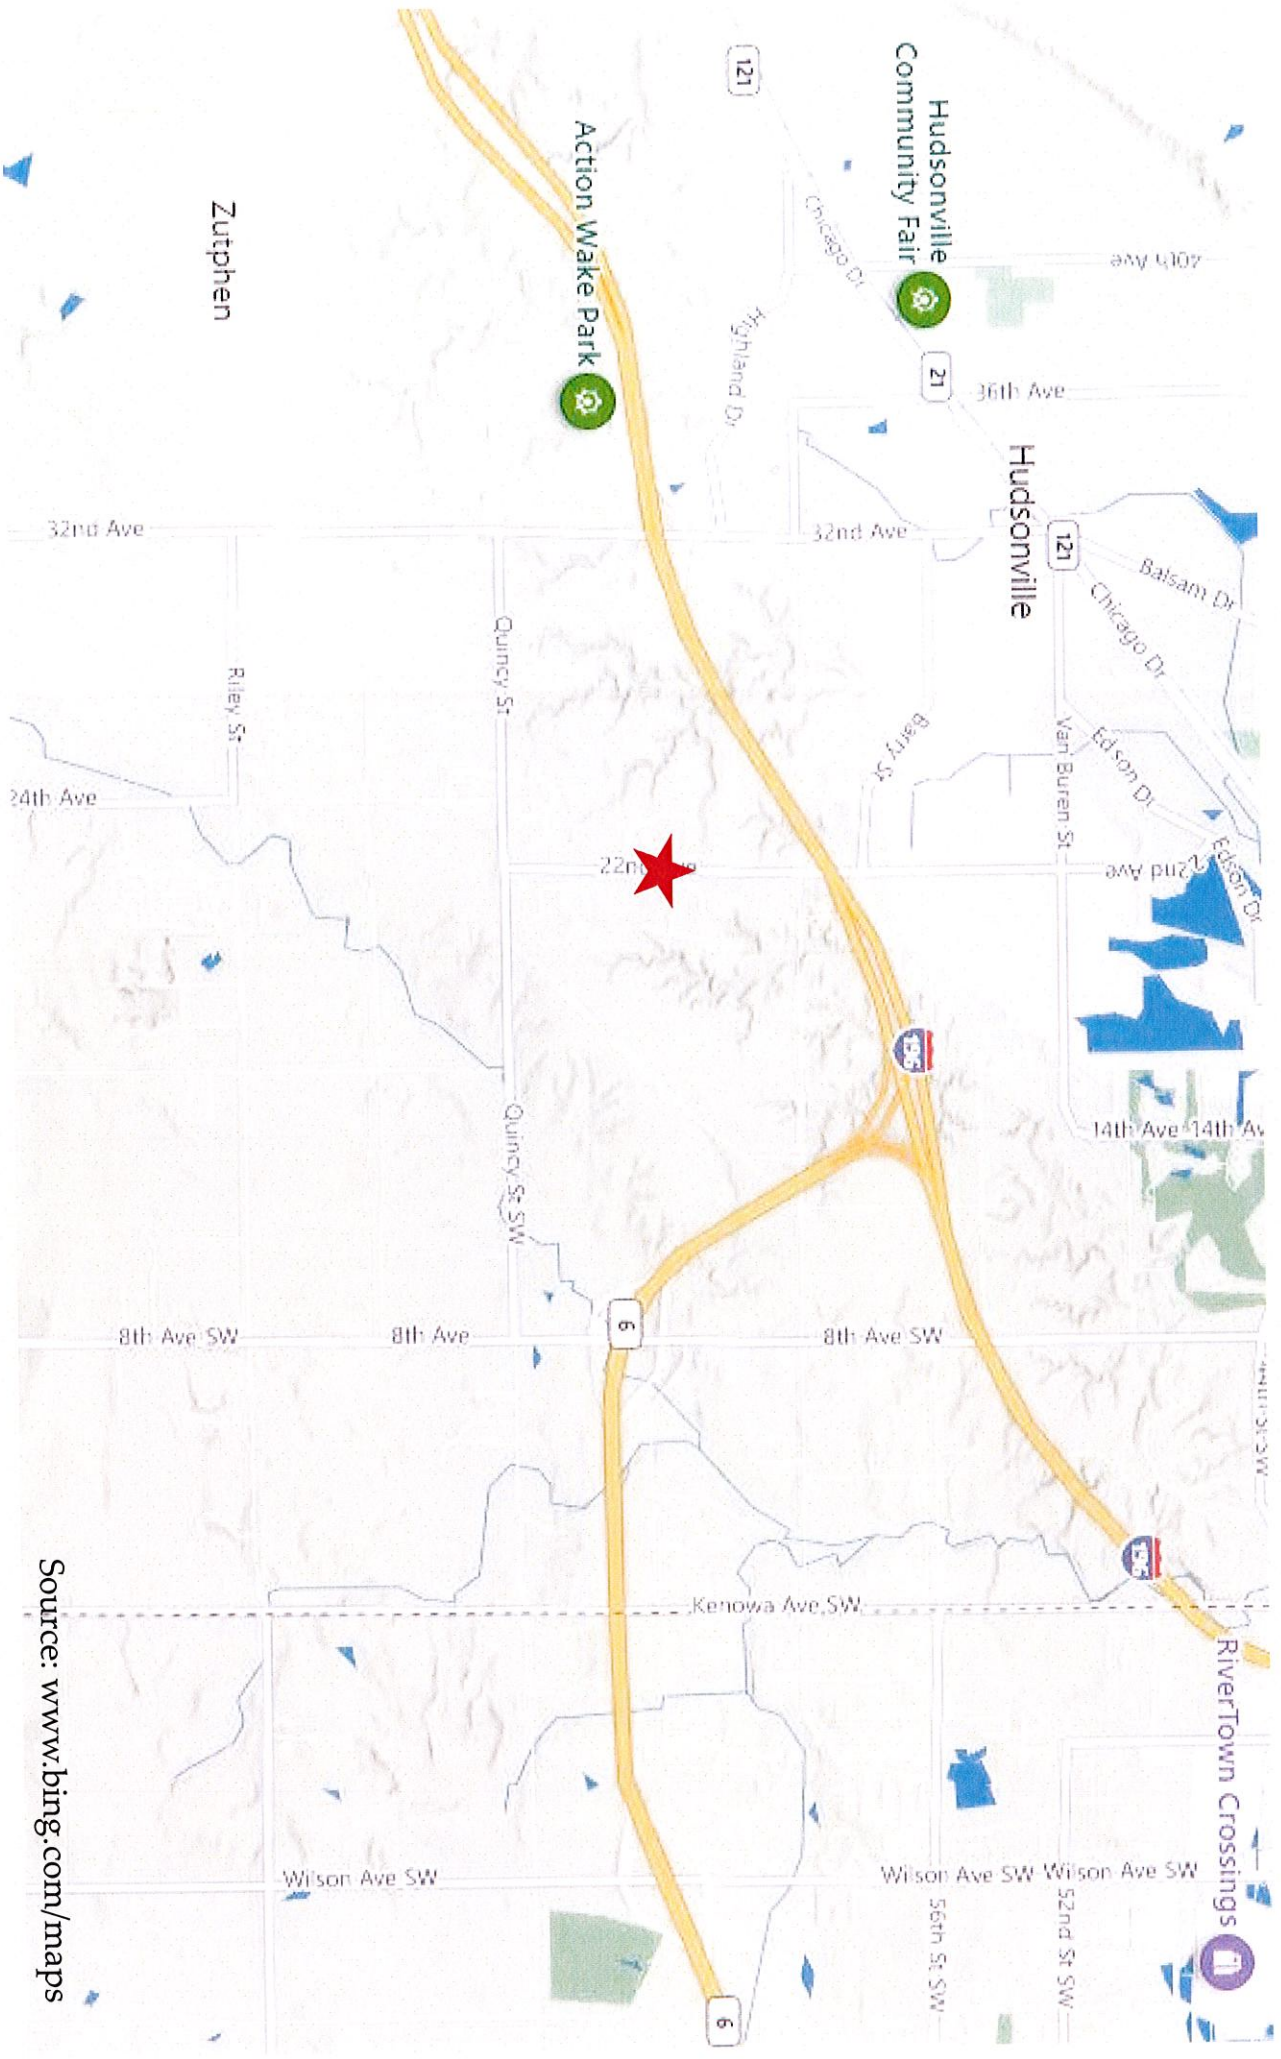 RiverTown Crossings
Edson Dr
Balsam Dr
40th Ave
22nd Ave
14th Ave
14th Av
196
Chicago Dr
Edson Dr
Wilson Ave SW
121
Van Buren St
52nd St SW
36th Ave
Hudsonville
Hudsonville
Community Fair
21
56th St SW
Wilson Ave SW
196
Barry St
8th Ave SW
32nd Ave
Chicago Dr
Kenowa Ave SW
121
Highland Dr
6
22nd Ave
6
Action Wake Park
Quincy St
Quincy St SW
8th Ave
Wilson Ave SW
Riley St
Zutphen
8th Ave SW
32nd Ave
24th Ave
Source: www.bing.com/maps